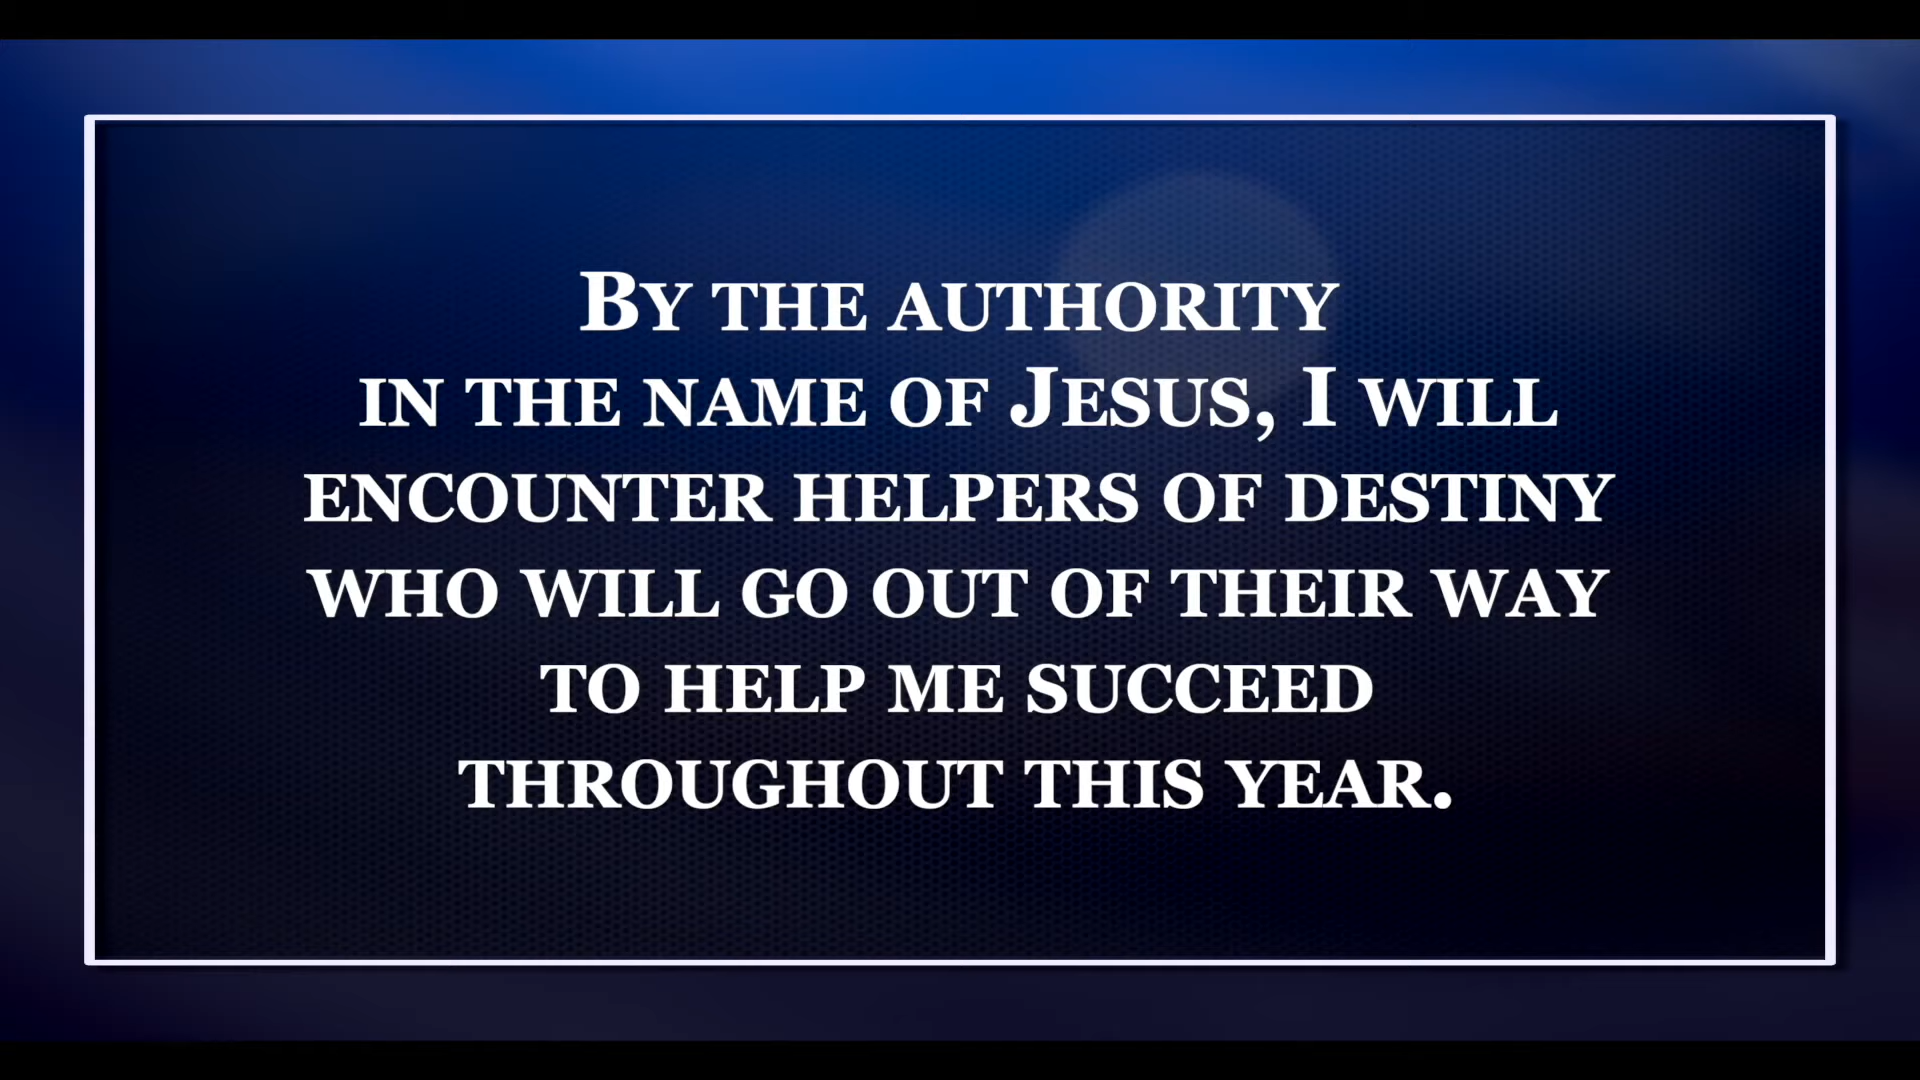 By the authority
in the name of Jesus, I will
encounter helpers of destiny
who will go out of their way
to help me succeed
throughout this year.